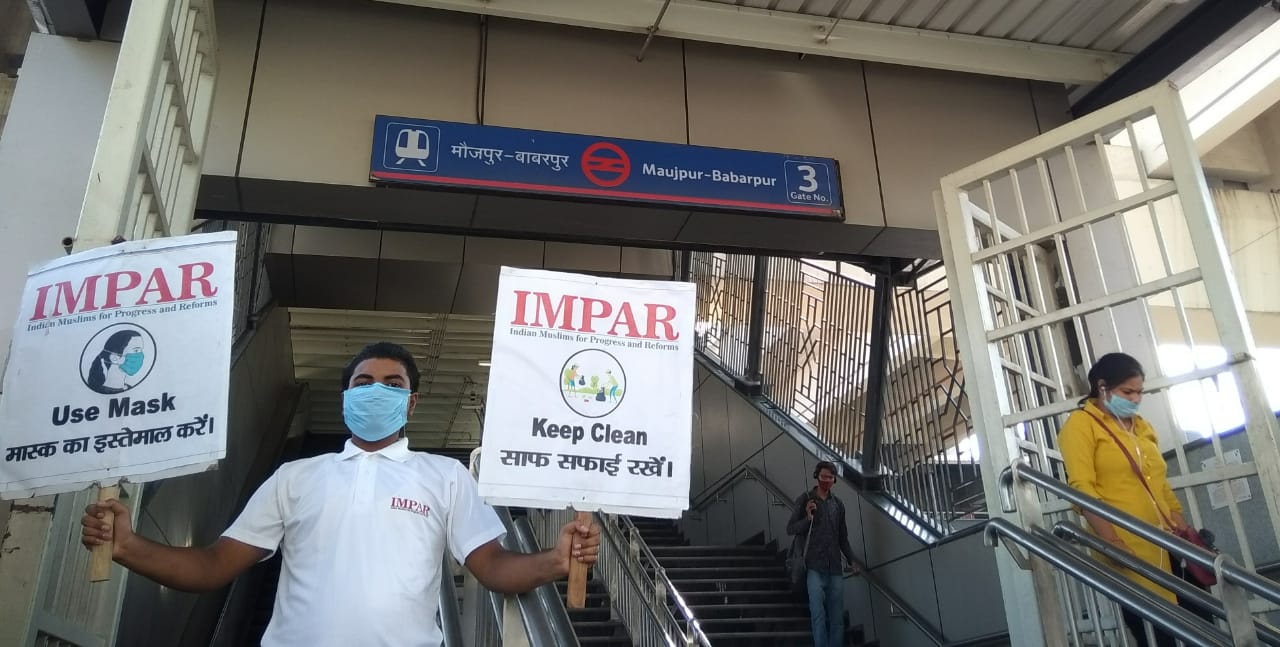 मौजपुर-बाबरपुर
Maujpur-Babarpur
3
Gate No.
IMPAR
Indian Muslims for Progress and Reforms
Use Mask
मास्क का इस्तेमाल करें।
IMPAR
Indian Muslims for Progress and Reforms
Keep Clean
साफ सफाई रखें।
IMPAR